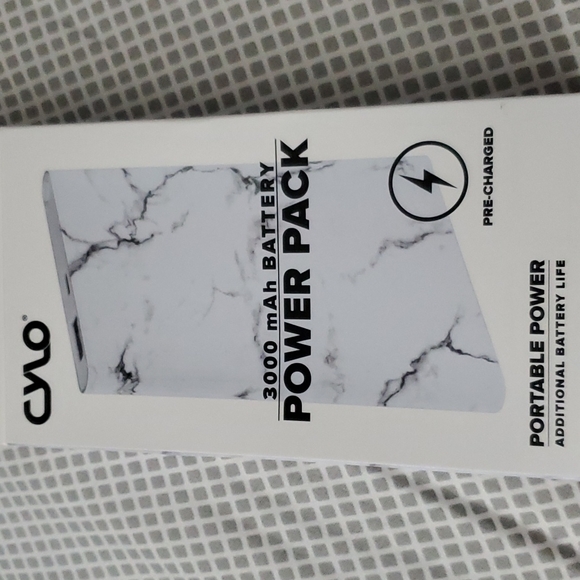 CYLO®
3000 mAh BATTERY
POWER PACK
PRE-CHARGED
PORTABLE POWER
ADDITIONAL BATTERY LIFE